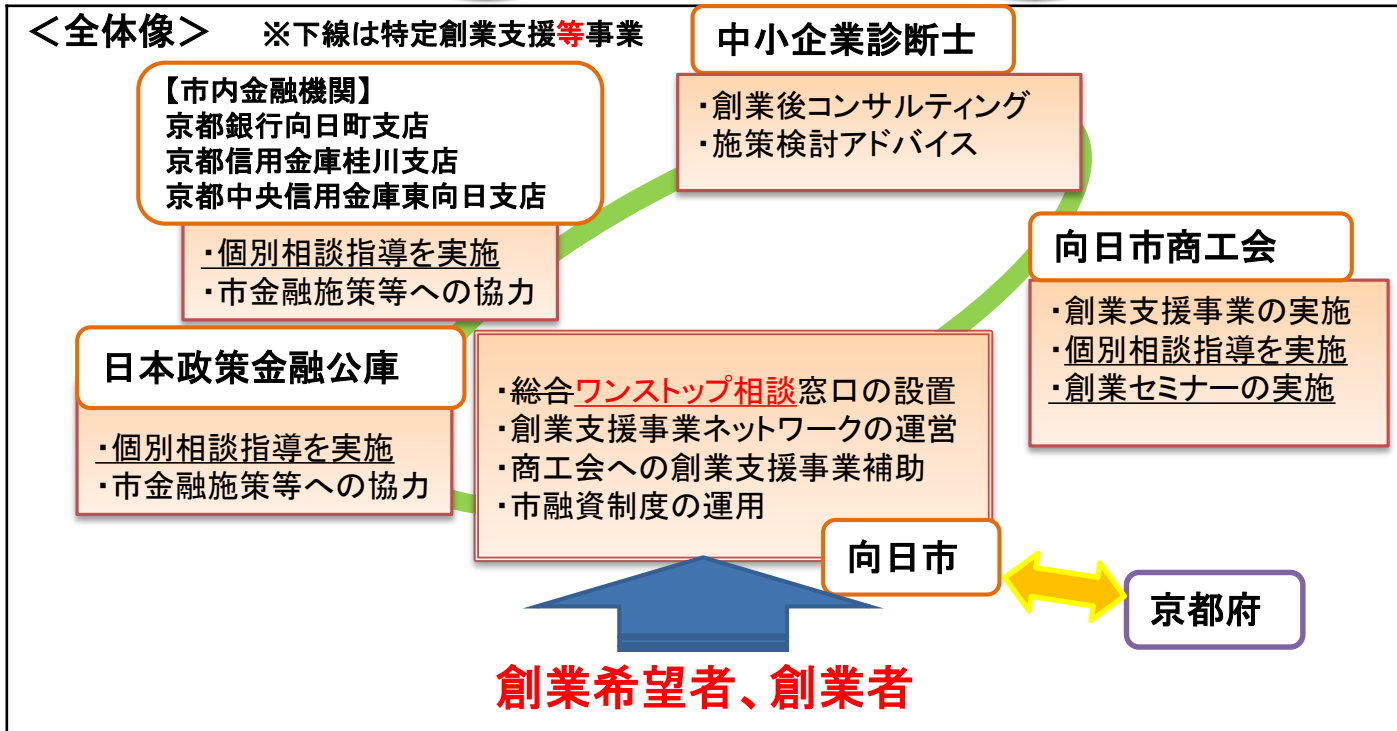 <全体像> ※下線は特定創業支援等事業
中小企業診断士
・創業後コンサルティング
・施策検討アドバイス
【市内金融機関】
京都銀行向日町支店
京都信用金庫桂川支店
京都中央信用金庫東向日支店
・個別相談指導を実施
・市金融施策等への協力
向日市商工会
・創業支援事業の実施
・個別相談指導を実施
・創業セミナーの実施
日本政策金融公庫
・個別相談指導を実施
・市金融施策等への協力
・総合ワンストップ相談窓口の設置
・創業支援事業ネットワークの運営
・商工会への創業支援事業補助
・市融資制度の運用
向日市
京都府
創業希望者、創業者